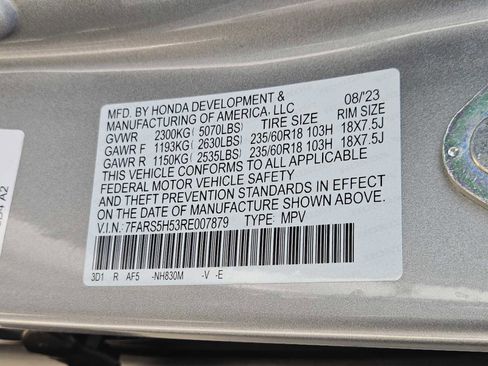 MFD. BY HONDA DEVELOPMENT & 08/'23
MANUFACTURING OF AMERICA, LLC
GVWR 2300KG( 5070LBS) TIRE SIZE RIM SIZE
GAWR F 1193KG( 2630LBS) 235/60R18 103H 18X7.5J
GAWR R 1150KG( 2535LBS) 235/60R18 103H 18X7.5J
THIS VEHICLE CONFORMS TO ALL APPLICABLE
FEDERAL MOTOR VEHICLE SAFETY
AND THEFT PREVENTION STANDARDS IN EFFECT
ON THE DATE OF MANUFACTURE SHOWN ABOVE.
V.I.N.: 7FARS5H53RE007879 TYPE: MPV
3D1 R AF5 -NH830M -V -E
A2